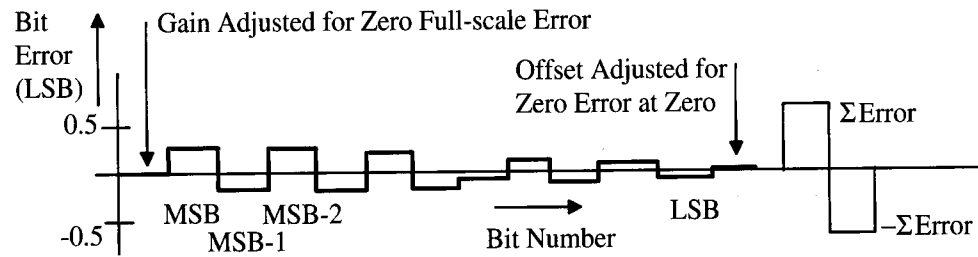 Bit
Error
(LSB)
Gain Adjusted for Zero Full-scale Error
Offset Adjusted for
Zero Error at Zero
0.5
-0.5
ΣError
–ΣError
MSB
MSB-1
MSB-2
LSB
Bit Number